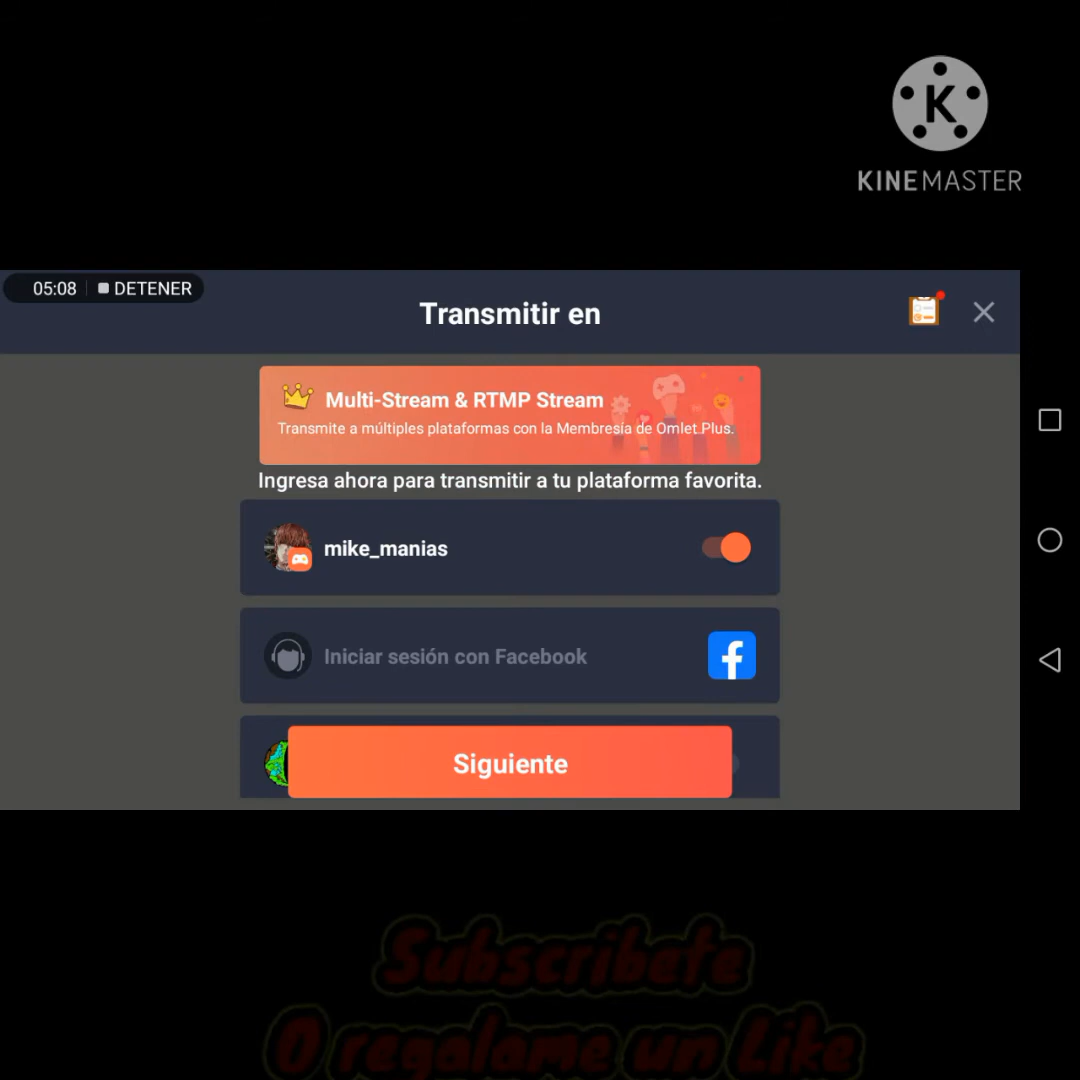 KINEMASTER
05:08 DETENER
Transmitir en
Multi-Stream & RTMP Stream
Transmite a múltiples plataformas con la Membresía de Omlet Plus.
Ingresa ahora para transmitir a tu plataforma favorita.
mike_manias
Iniciar sesión con Facebook
Siguiente
Subscribete
O regalame un Like